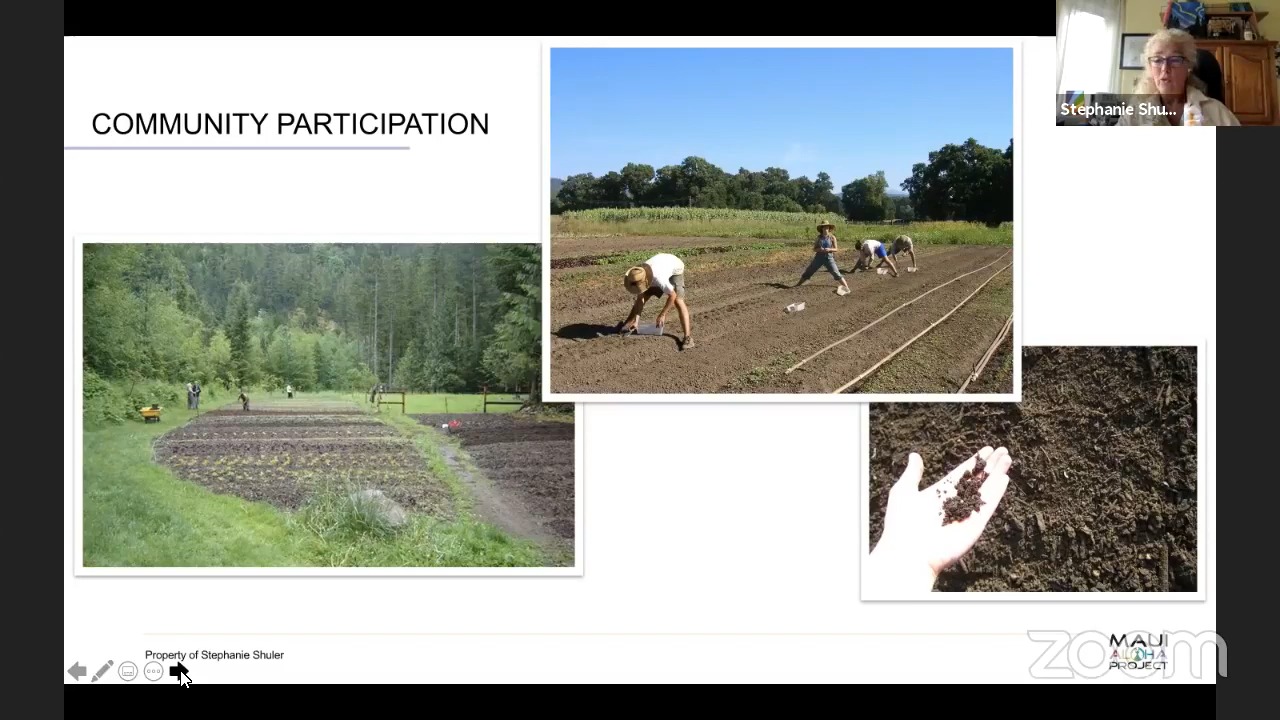 COMMUNITY PARTICIPATION
Stephanie Shu...
Property of Stephanie Shuler
zoom
MAUI
ALOHA
PROJECT